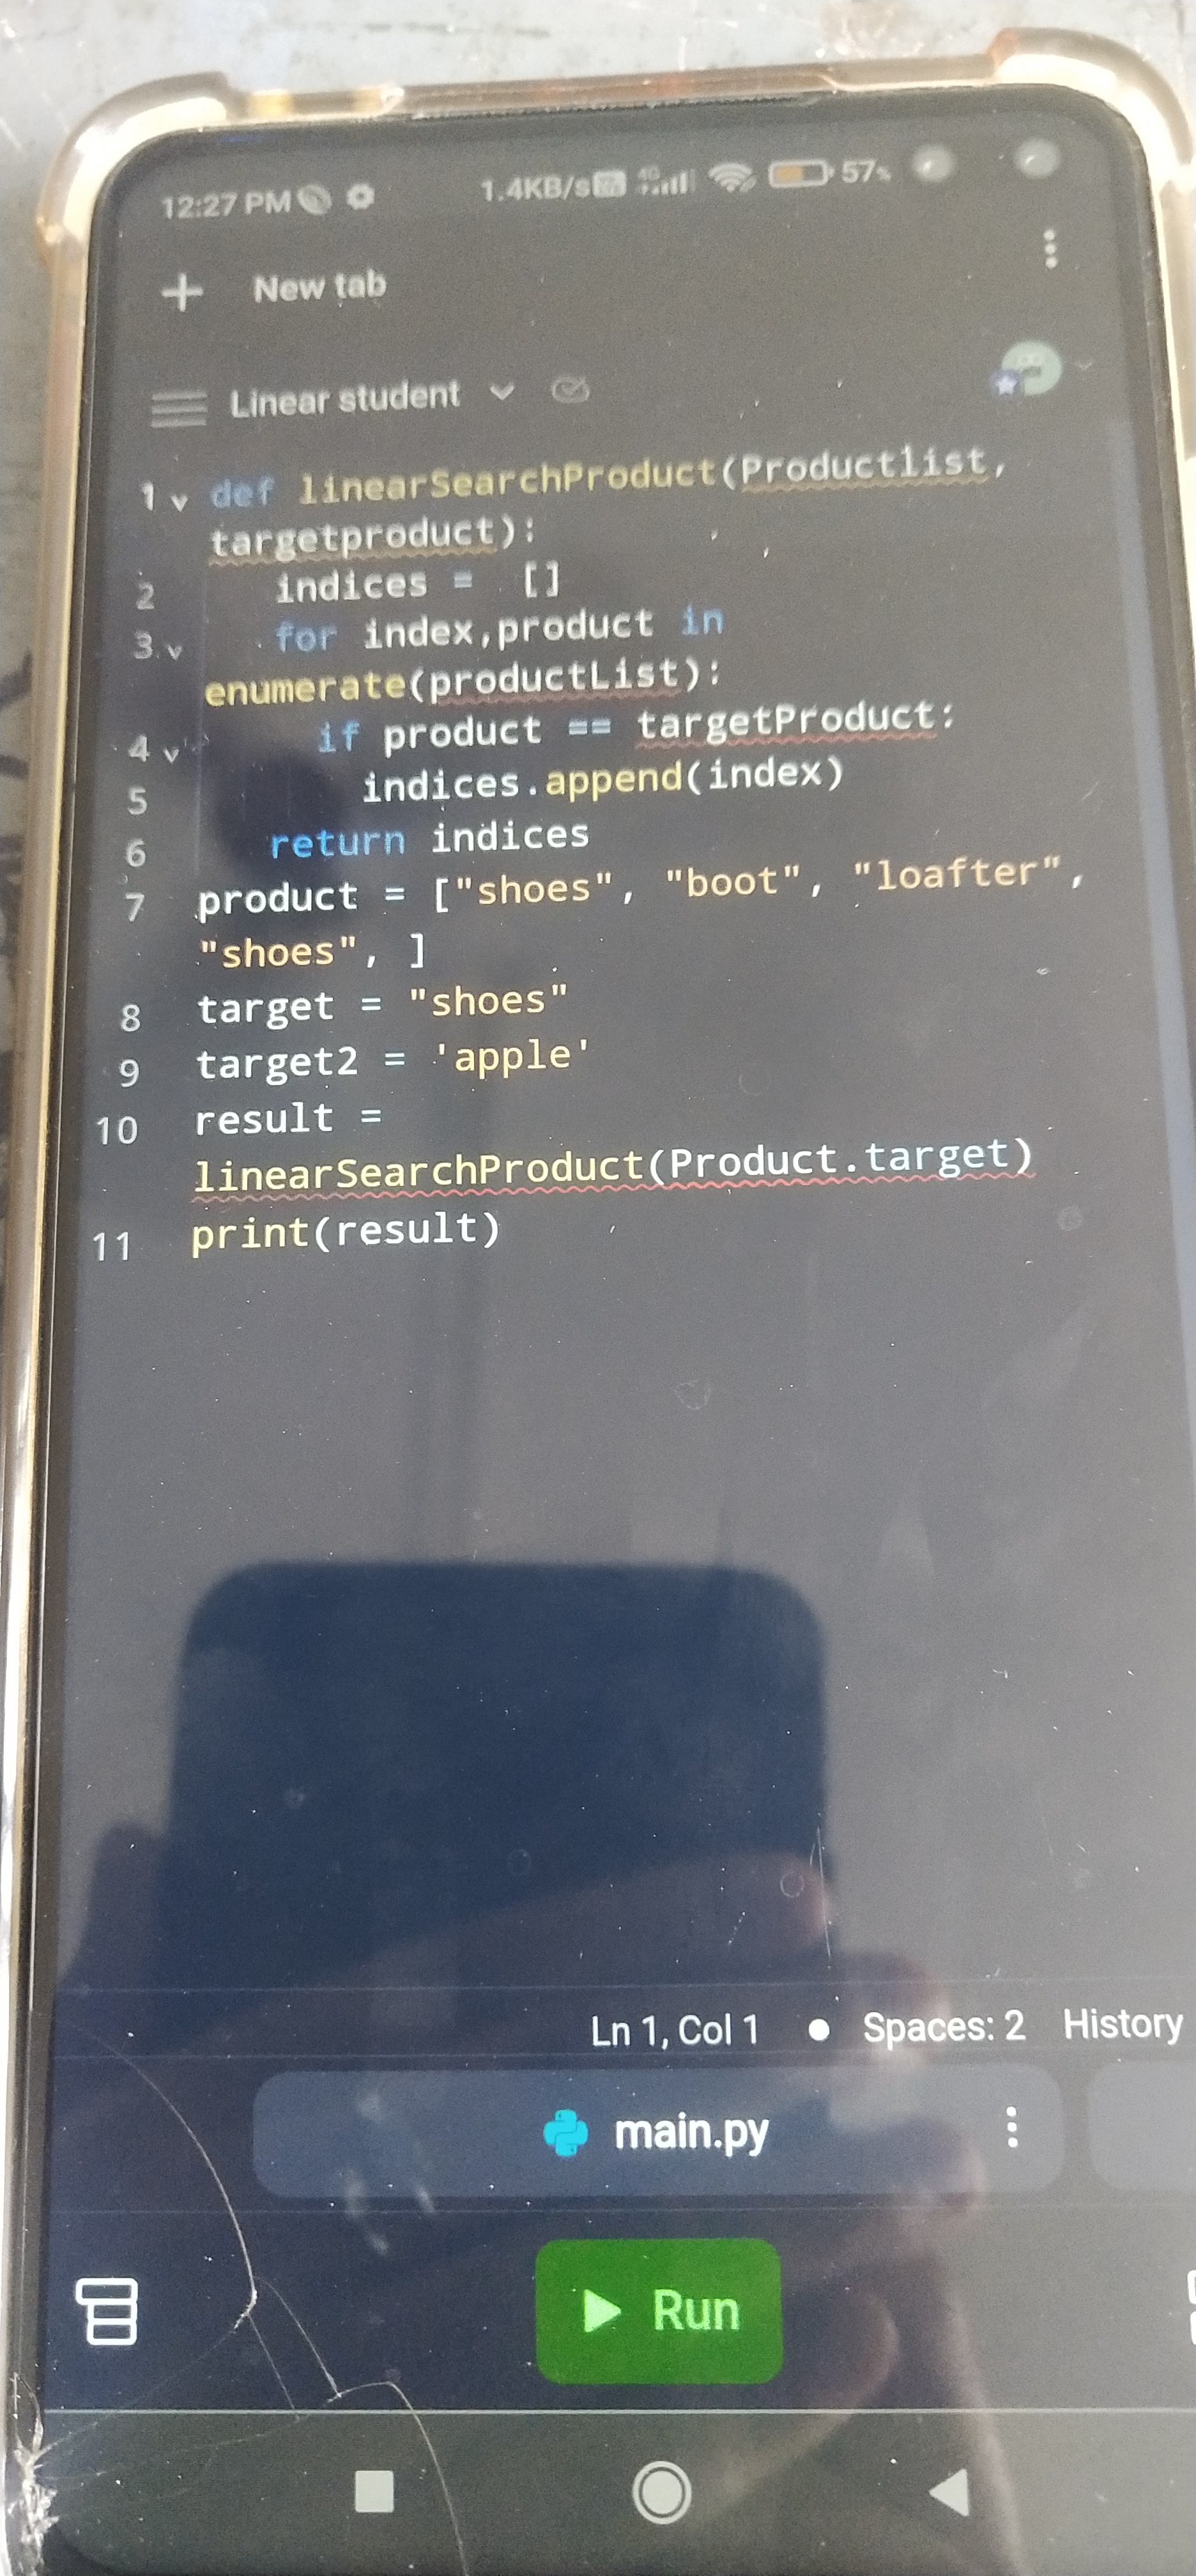 12:27 PM 1.4KB/s 4G 57%
+ New tab
Linear student
1 def linearSearchProduct(Productlist,
targetproduct):
2 indices =  []
3 for index,product in
enumerate(productList):
4 if product == targetProduct:
5 indices.append(index)
6 return indices
7 product = ["shoes", "boot", "loafter",
"shoes", ]
8 target = "shoes"
9 target2 = 'apple'
10 result =
linearSearchProduct(Product.target)
11 print(result)
Ln 1, Col 1 • Spaces: 2 History
main.py
Run